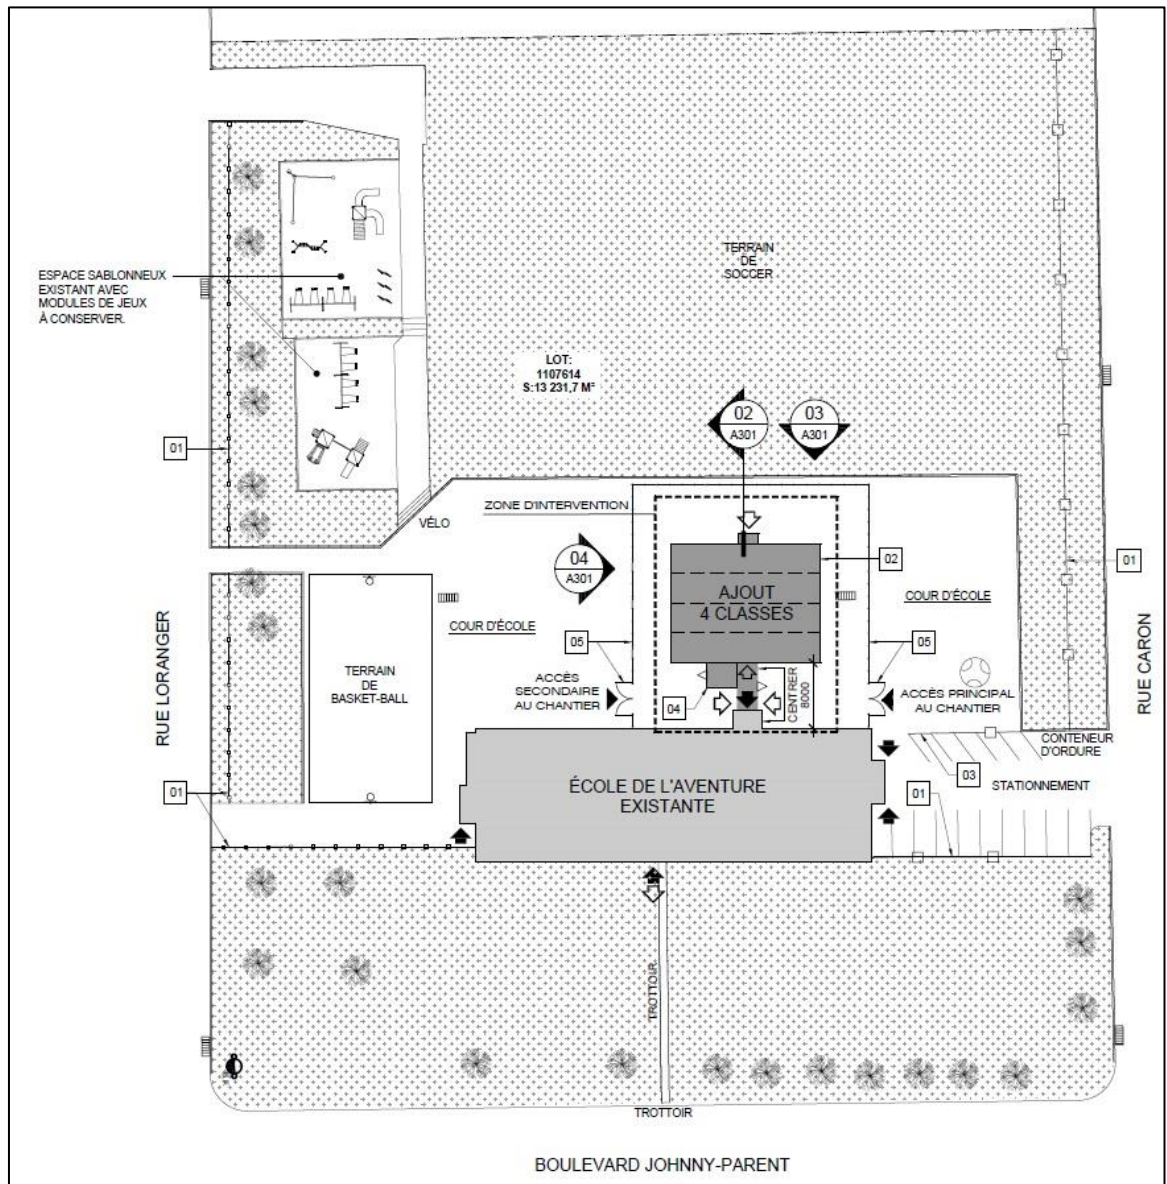 TERRAIN
DE
SOCCER
ESPACE SABLONNEUX
EXISTANT AVEC
MODULES DE JEUX
À CONSERVER.
LOT:
1107614
S:13 231,7 M²
02
A301
03
A301
01
ZONE D'INTERVENTION
VÉLO
04
A301
02
01
AJOUT
4 CLASSES
COUR D'ÉCOLE
COUR D'ÉCOLE
05
05
RUE LORANGER
TERRAIN
DE
BASKET-BALL
ACCÈS
SECONDAIRE
AU CHANTIER
04
CENTRER
8000
ACCÈS PRINCIPAL
AU CHANTIER
RUE CARON
CONTENEUR
D'ORDURE
03
STATIONNEMENT
01
01
ÉCOLE DE L'AVENTURE
EXISTANTE
TROTTOIR
TROTTOIR
BOULEVARD JOHNNY-PARENT